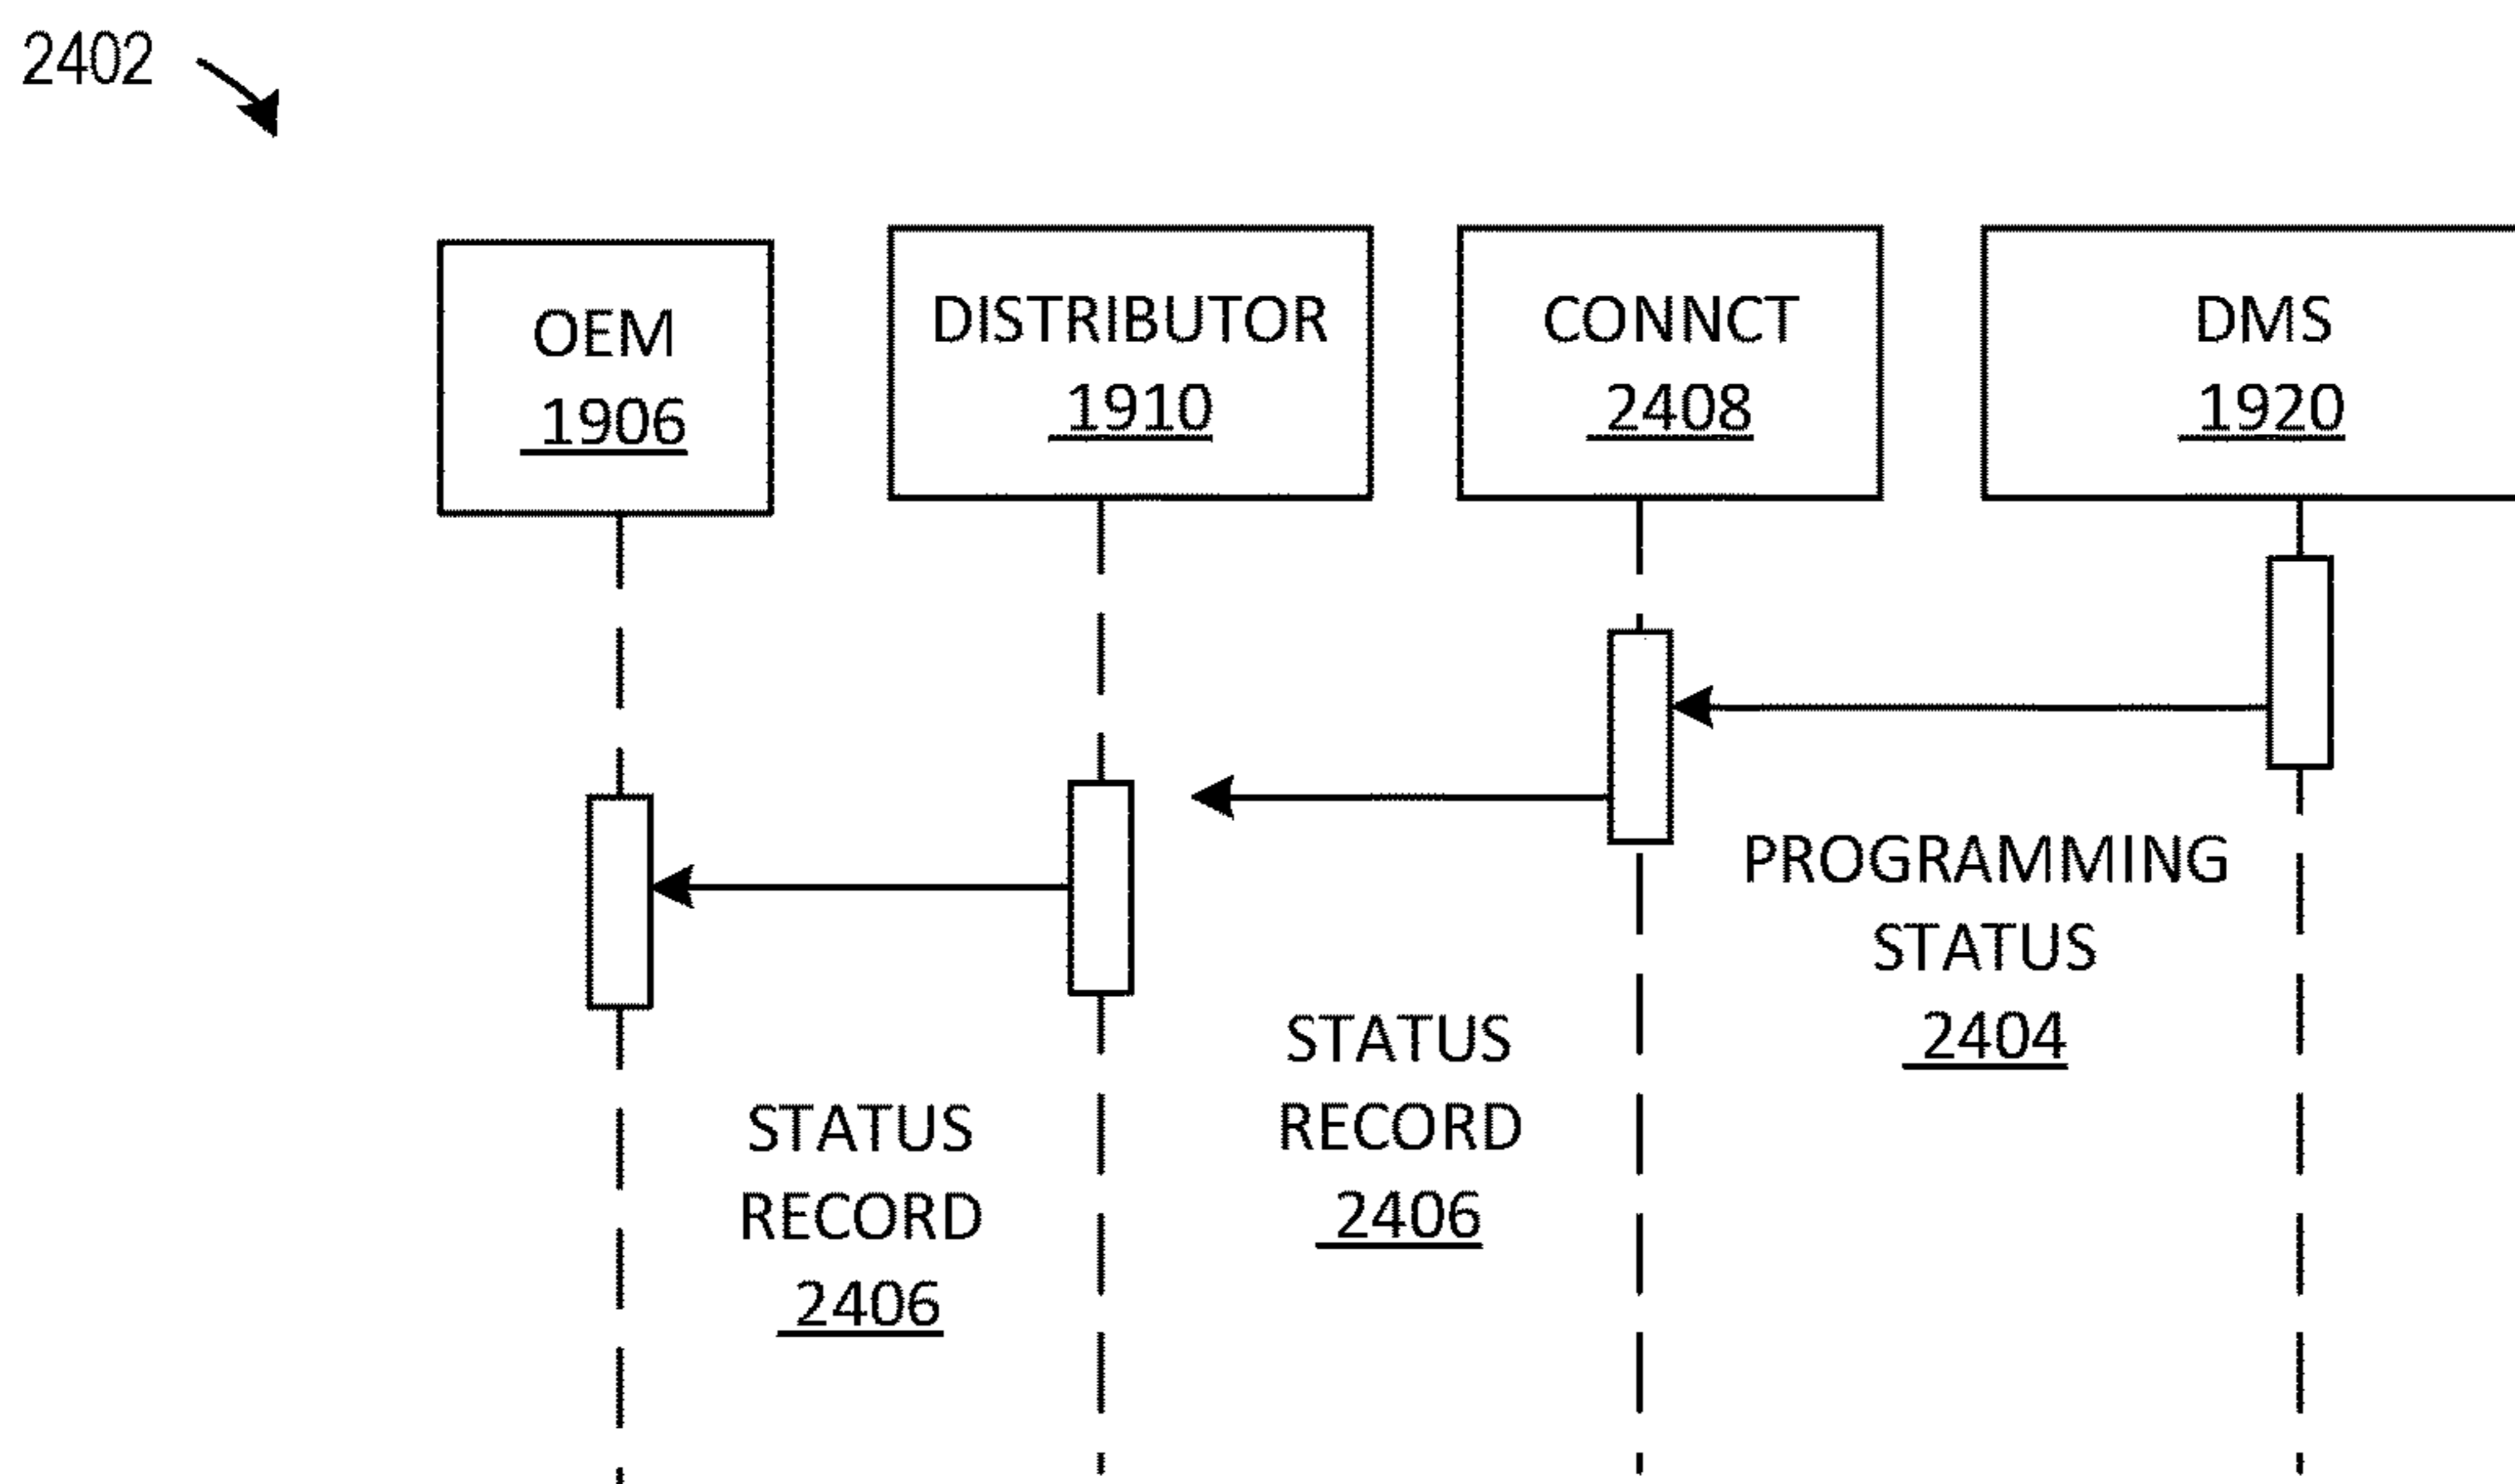 2402
OEM
1906
DISTRIBUTOR
1910
CONNCT
2408
DMS
1920
PROGRAMMING
STATUS
2404
STATUS
RECORD
2406
STATUS
RECORD
2406